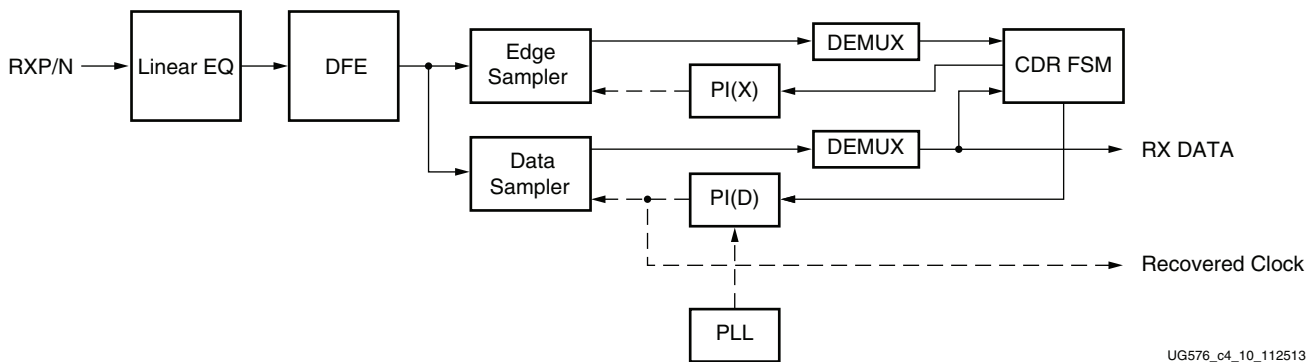 RXP/N
Linear EQ
DFE
Edge
Sampler
DEMUX
CDR FSM
PI(X)
Data
Sampler
DEMUX
RX DATA
PI(D)
Recovered Clock
PLL
UG576_c4_10_112513